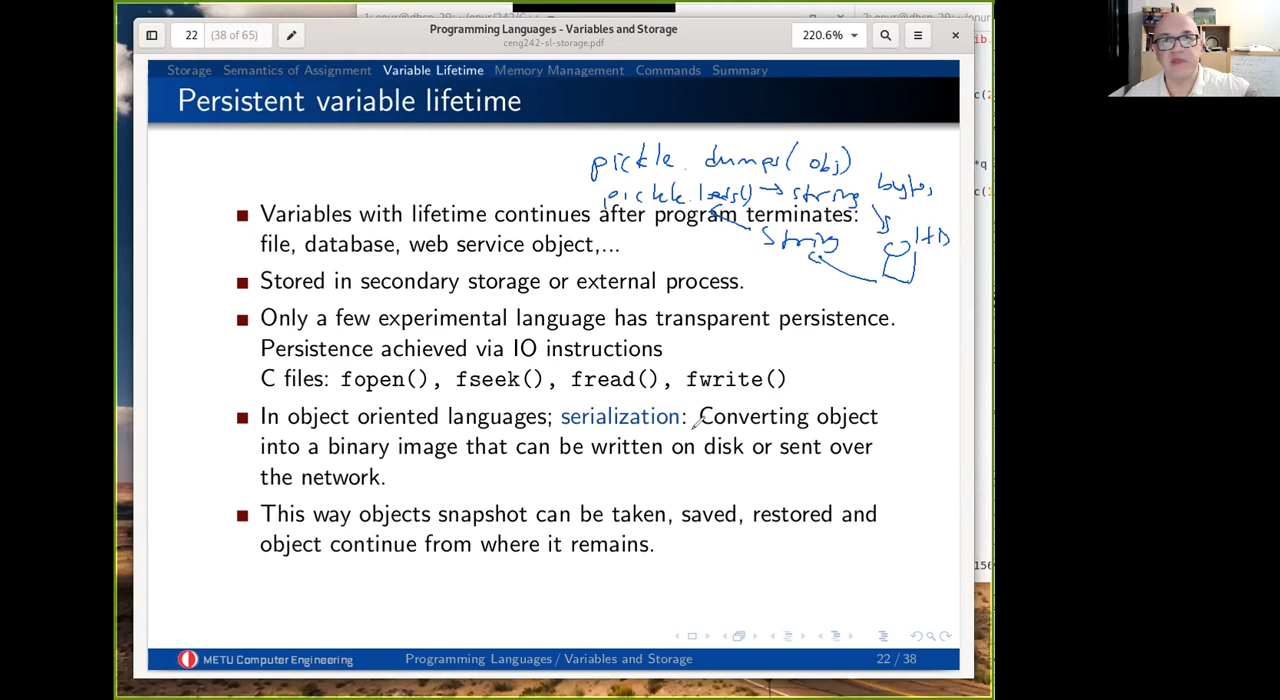 22 (38 of 65)
Programming Languages - Variables and Storage
ceng242-sl-storage.pdf
220.6%
Storage Semantics of Assignment Variable Lifetime Memory Management Commands Summary
Persistent variable lifetime
pickle. dumps( obj)
pickle. loads() → string bytes
Variables with lifetime continues after program terminates:
string
file, database, web service object,...
Stored in secondary storage or external process.
Only a few experimental language has transparent persistence.
Persistence achieved via IO instructions
C files: fopen(), fseek(), fread(), fwrite()
In object oriented languages; serialization: Converting object
into a binary image that can be written on disk or sent over
the network.
This way objects snapshot can be taken, saved, restored and
object continue from where it remains.
METU Computer Engineering Programming Languages / Variables and Storage 22 / 38